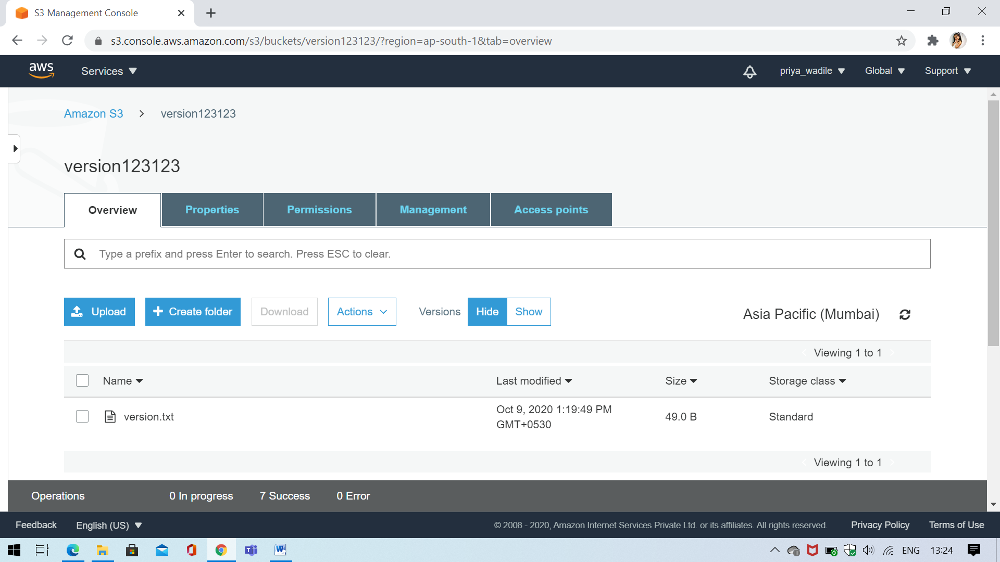 S3 Management Console
s3.console.aws.amazon.com/s3/buckets/version123123/?region=ap-south-1&tab=overview
aws Services priya_wadile Global Support
Amazon S3 > version123123
version123123
Overview Properties Permissions Management Access points
Type a prefix and press Enter to search. Press ESC to clear.
Upload Create folder Download Actions Versions Hide Show Asia Pacific (Mumbai)
Viewing 1 to 1
Name Last modified Size Storage class
version.txt Oct 9, 2020 1:19:49 PM 49.0 B Standard
GMT+0530
Viewing 1 to 1
Operations 0 In progress 7 Success 0 Error
Feedback English (US) © 2008 - 2020, Amazon Internet Services Private Ltd. or its affiliates. All rights reserved. Privacy Policy Terms of Use
ENG 13:24